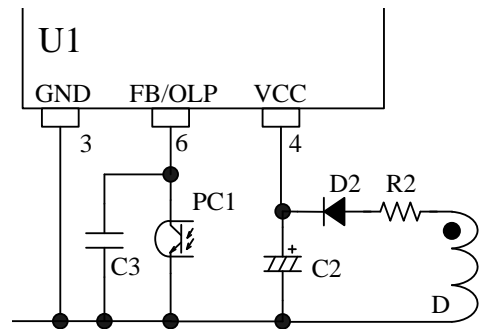 U1
GND FB/OLP VCC
3 6 4
D2 R2
PC1
+
C3 C2
D